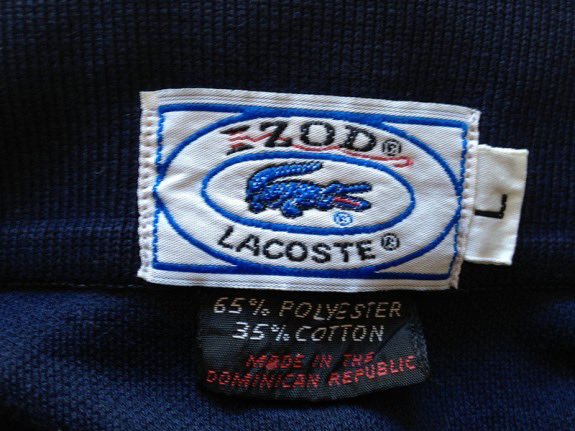 IZOD®
®
LACOSTE®
L
65% POLYESTER
35% COTTON
MADE IN THE
DOMINICAN REPUBLIC